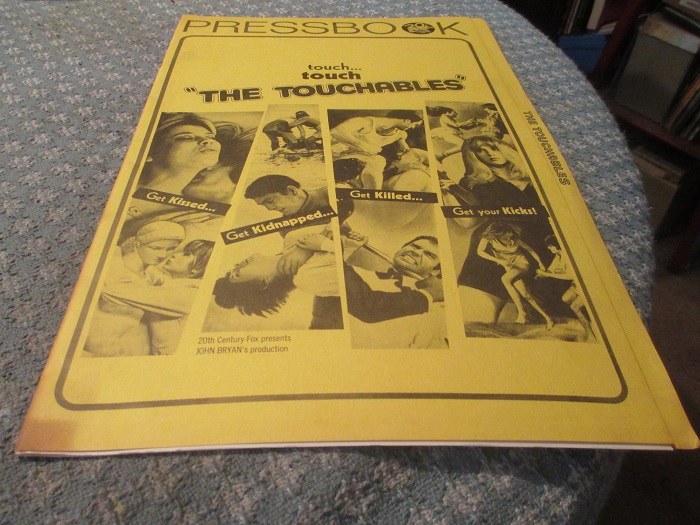 PRESSBOOK
touch...
touch
"THE TOUCHABLES"
Get Kissed...
Get Kidnapped...
Get Killed...
Get your Kicks!
20th Century-Fox presents
JOHN BRYAN's production
THE TOUCHABLES